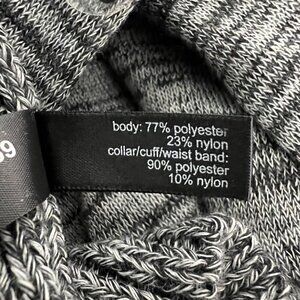 body: 77% polyester
23% nylon
collar/cuff/waist band:
90% polyester
10% nylon